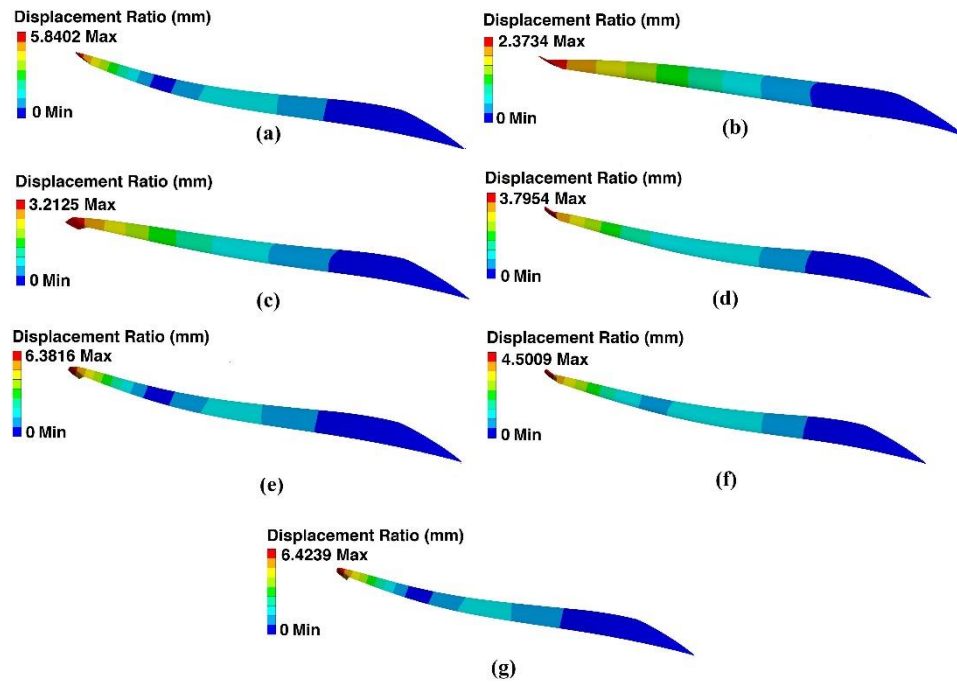 Displacement Ratio (mm)
5.8402 Max
0 Min
(a)
Displacement Ratio (mm)
2.3734 Max
0 Min
(b)
Displacement Ratio (mm)
3.2125 Max
0 Min
(c)
Displacement Ratio (mm)
3.7954 Max
0 Min
(d)
Displacement Ratio (mm)
6.3816 Max
0 Min
(e)
Displacement Ratio (mm)
4.5009 Max
0 Min
(f)
Displacement Ratio (mm)
6.4239 Max
0 Min
(g)